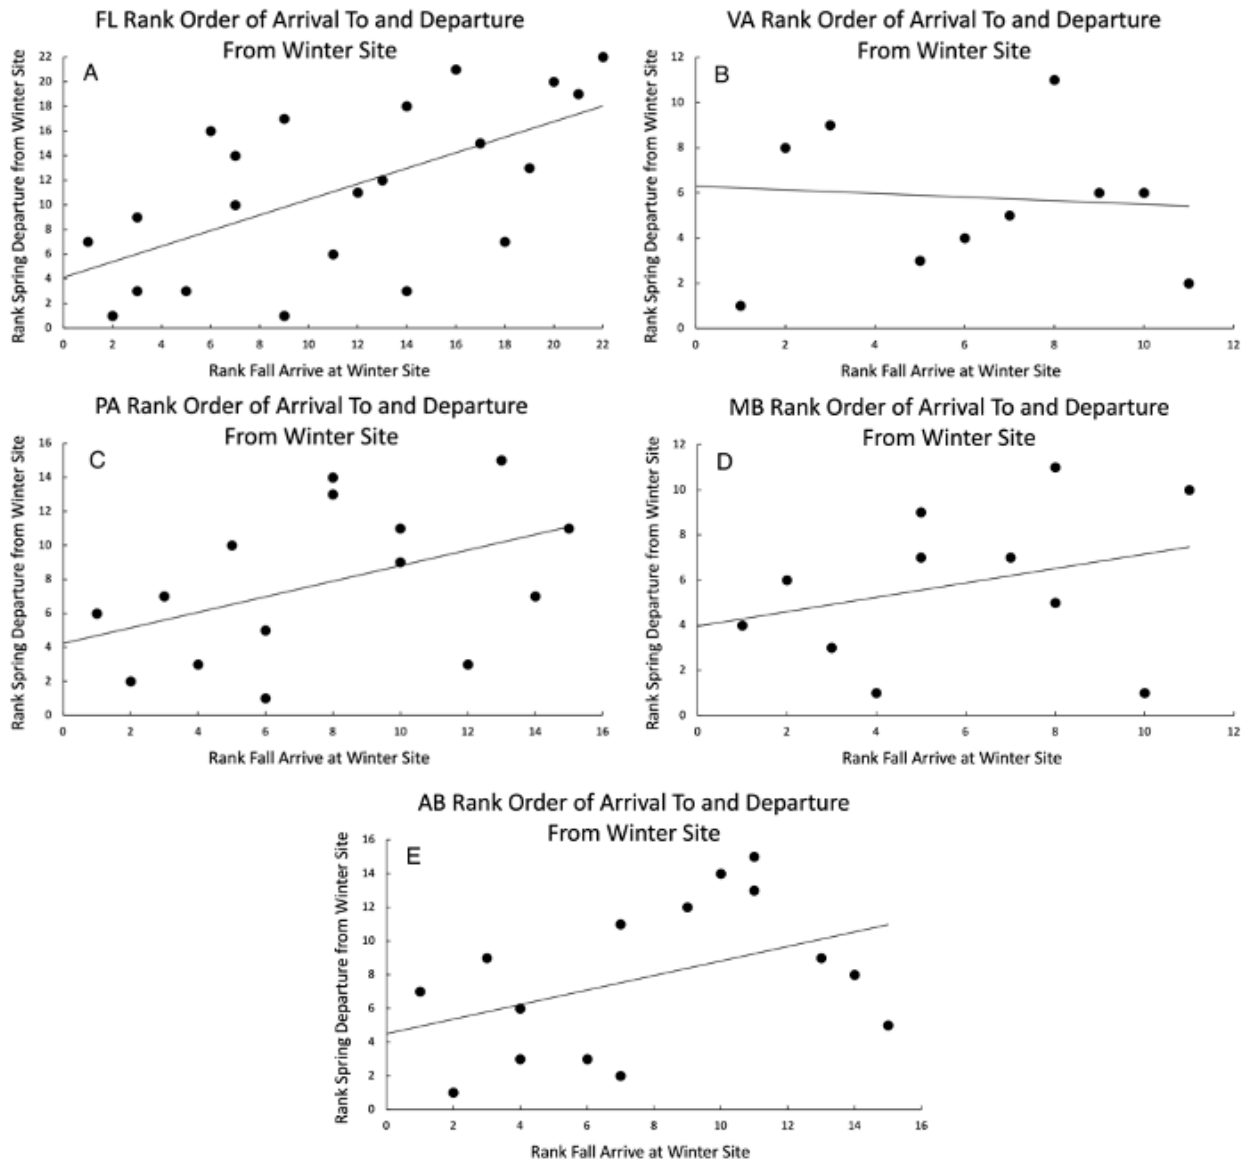 FL Rank Order of Arrival To and Departure
From Winter Site
A
Rank Spring Departure from Winter Site
22
20
18
16
14
12
10
8
6
4
2
0
0 2 4 6 8 10 12 14 16 18 20 22
Rank Fall Arrive at Winter Site
VA Rank Order of Arrival To and Departure
From Winter Site
B
Rank Spring Departure from Winter Site
12
10
8
6
4
2
0
0 2 4 6 8 10 12
Rank Fall Arrive at Winter Site
PA Rank Order of Arrival To and Departure
From Winter Site
C
Rank Spring Departure from Winter Site
16
14
12
10
8
6
4
2
0
0 2 4 6 8 10 12 14 16
Rank Fall Arrive at Winter Site
MB Rank Order of Arrival To and Departure
From Winter Site
D
Rank Spring Departure from Winter Site
12
10
8
6
4
2
0
0 2 4 6 8 10 12
Rank Fall Arrive at Winter Site
AB Rank Order of Arrival To and Departure
From Winter Site
E
Rank Spring Departure from Winter Site
16
14
12
10
8
6
4
2
0
0 2 4 6 8 10 12 14 16
Rank Fall Arrive at Winter Site